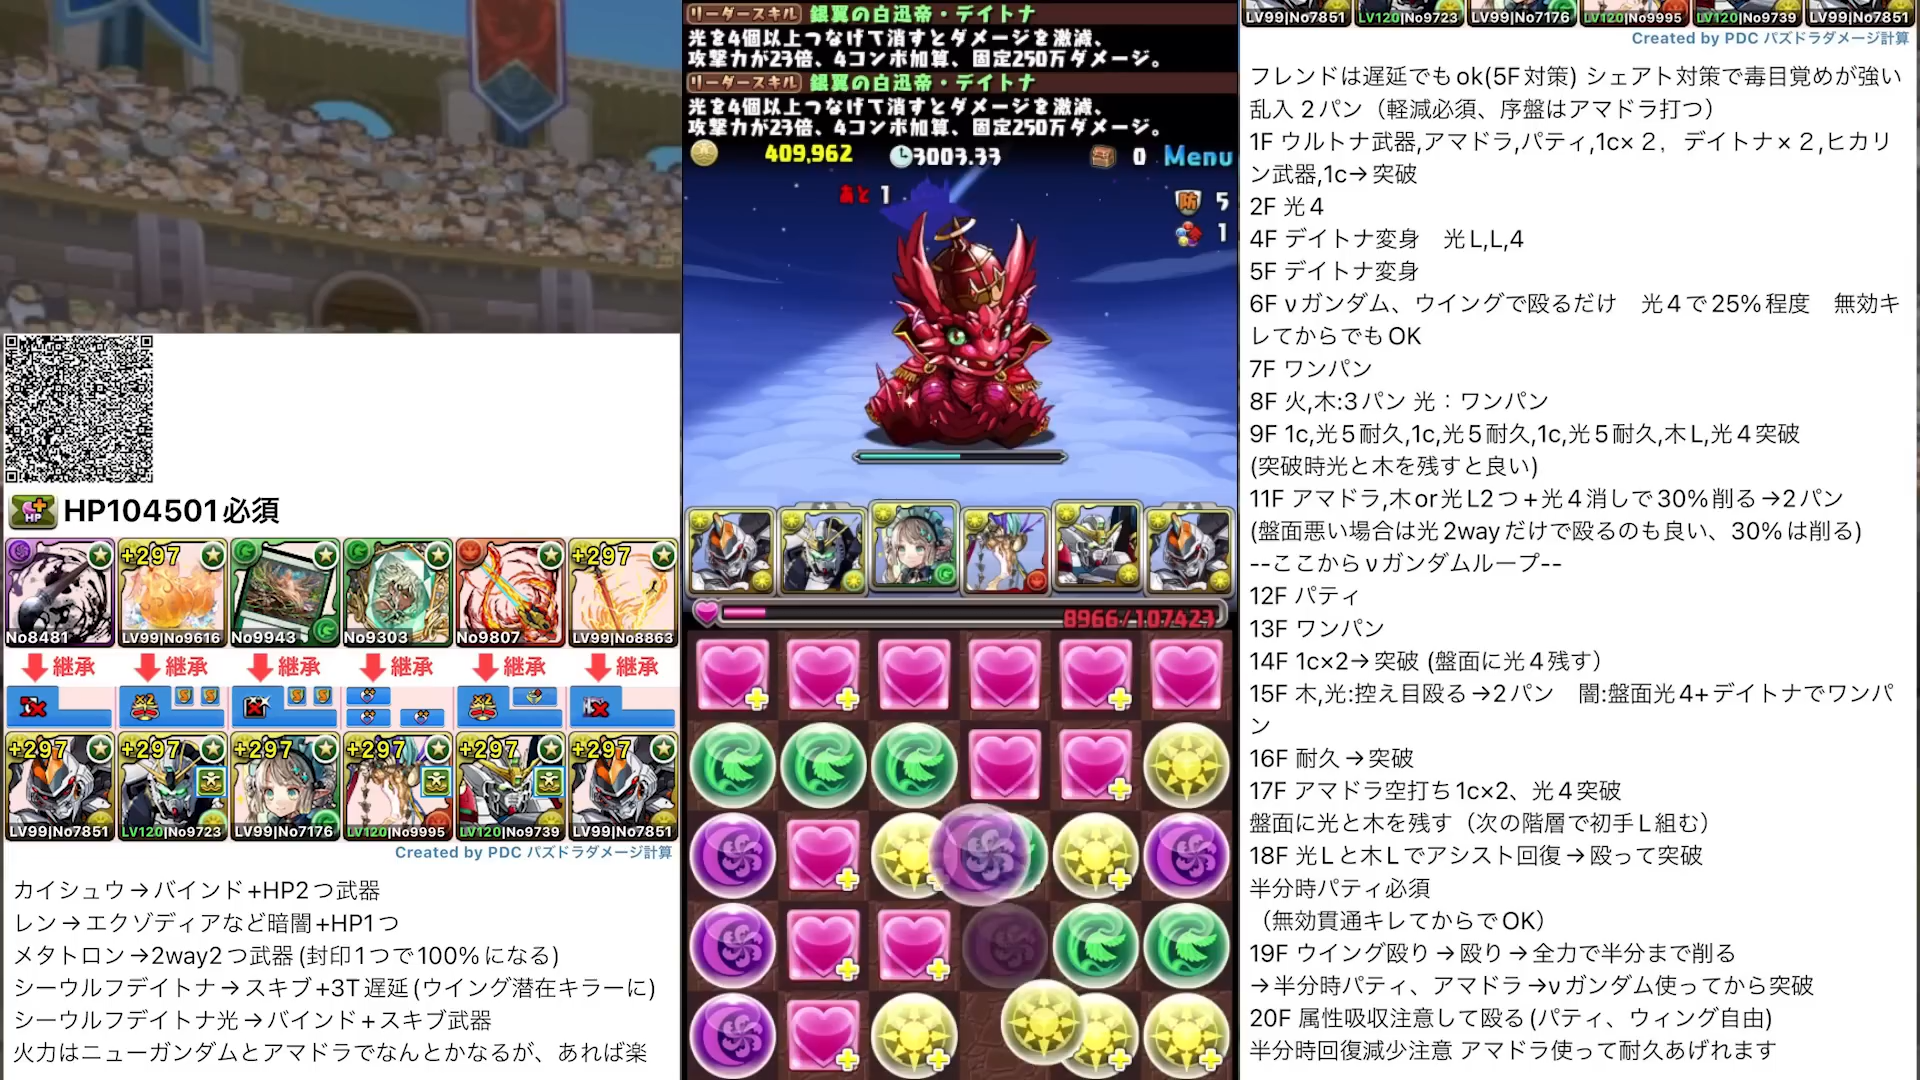 HP104501必須
No8481
+297
LV99|No9616
No9943
No9303
No9807
+297
LV99|No8863
継承
継承
継承
継承
継承
継承
+297
LV99|No7851
+297
LV120|No9723
+297
LV99|No7176
+297
LV120|No9995
+297
LV120|No9739
+297
LV99|No7851
Created by PDC パズドラダメージ計算
カイシュウ→バインド+HP2つ武器
レン→エクゾディアなど暗闇+HP1つ
メタトロン→2way2つ武器(封印1つで100%になる)
シーウルフデイトナ→スキブ+3T遅延(ウイング潜在キラーに)
シーウルフデイトナ光→バインド+スキブ武器
火力はニューガンダムとアマドラでなんとかなるが、あれば楽
リーダースキル 銀翼の白迅帝・デイトナ
光を4個以上つなげて消すとダメージを激減、
攻撃力が23倍、4コンボ加算、固定250万ダメージ。
リーダースキル 銀翼の白迅帝・デイトナ
光を4個以上つなげて消すとダメージを激減、
攻撃力が23倍、4コンボ加算、固定250万ダメージ。
409,962
3003.33
0
Menu
あと 1
防 5
1
8966/107423
LV99|No7851
LV120|No9723
LV99|No7176
LV120|No9995
LV120|No9739
LV99|No7851
Created by PDC パズドラダメージ計算
フレンドは遅延でもok(5F対策) シェアト対策で毒目覚めが強い
乱入2パン（軽減必須、序盤はアマドラ打つ）
1F ウルトナ武器,アマドラ,パティ,1c×２，デイトナ×２,ヒカリ
ン武器,1c→突破
2F 光４
4F デイトナ変身　光L,L,4
5F デイトナ変身
6F νガンダム、ウイングで殴るだけ　光４で25%程度　無効キ
レてからでもOK
7F ワンパン
8F 火,木:3パン 光：ワンパン
9F 1c,光５耐久,1c,光５耐久,1c,光５耐久,木L,光４突破
(突破時光と木を残すと良い)
11F アマドラ,木or光L2つ＋光４消しで30%削る→2パン
(盤面悪い場合は光2wayだけで殴るのも良い、30%は削る)
--ここからνガンダムループ--
12F パティ
13F ワンパン
14F 1c×2→突破 (盤面に光４残す）
15F 木,光:控え目殴る→2パン　闇:盤面光4+デイトナでワンパ
ン
16F 耐久→突破
17F アマドラ空打ち1c×2、光４突破
盤面に光と木を残す（次の階層で初手L組む）
18F 光Lと木Lでアシスト回復→殴って突破
半分時パティ必須
（無効貫通キレてからでOK）
19F ウイング殴り→殴り→全力で半分まで削る
→半分時パティ、アマドラ→νガンダム使ってから突破
20F 属性吸収注意して殴る(パティ、ウィング自由)
半分時回復減少注意 アマドラ使って耐久あげれます